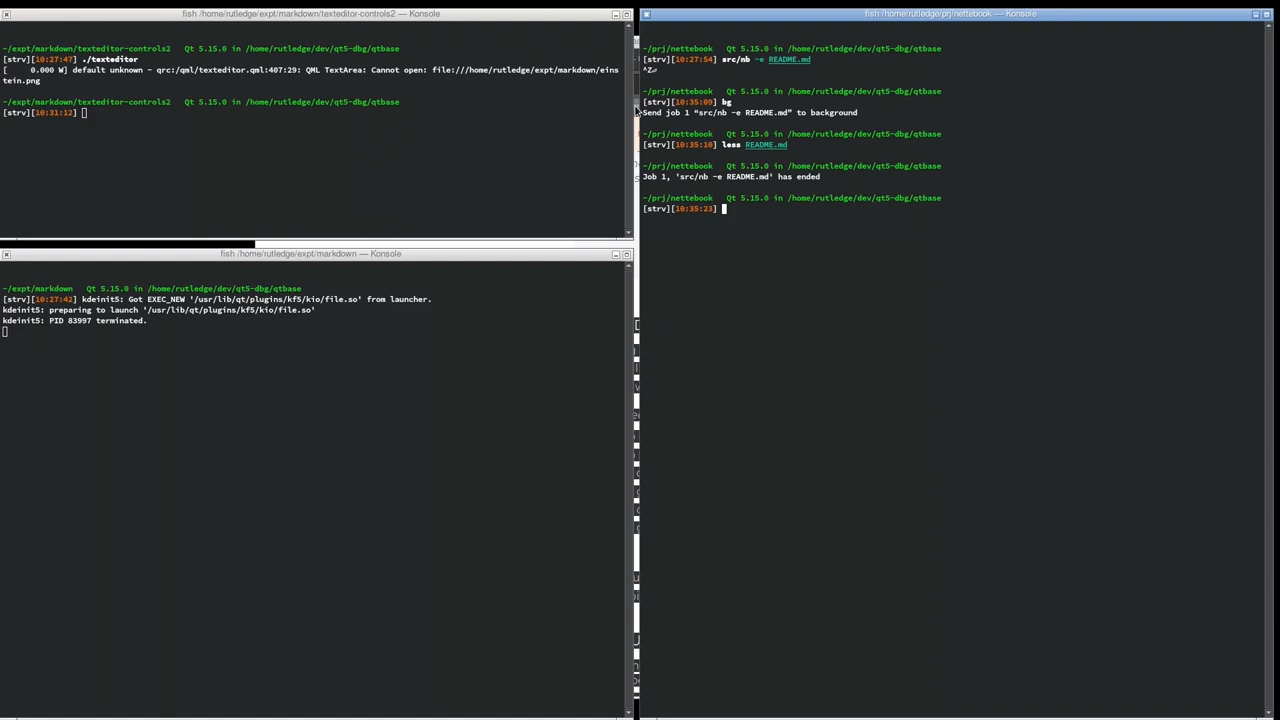 fish /home/rutledge/expt/markdown/texteditor-controls2 — Konsole
~/expt/markdown/texteditor-controls2   Qt 5.15.0 in /home/rutledge/dev/qt5-dbg/qtbase
[strv][10:27:47] ./texteditor
[     0.000 W] default unknown - qrc:/qml/texteditor.qml:407:29: QML TextArea: Cannot open: file:///home/rutledge/expt/markdown/eins
tein.png
~/expt/markdown/texteditor-controls2   Qt 5.15.0 in /home/rutledge/dev/qt5-dbg/qtbase
[strv][10:31:12]
fish /home/rutledge/expt/markdown — Konsole
~/expt/markdown   Qt 5.15.0 in /home/rutledge/dev/qt5-dbg/qtbase
[strv][10:27:42] kdeinit5: Got EXEC_NEW '/usr/lib/qt/plugins/kf5/kio/file.so' from launcher.
kdeinit5: preparing to launch '/usr/lib/qt/plugins/kf5/kio/file.so'
kdeinit5: PID 83997 terminated.
fish /home/rutledge/prj/nettebook — Konsole
~/prj/nettebook   Qt 5.15.0 in /home/rutledge/dev/qt5-dbg/qtbase
[strv][10:27:54] src/nb -e README.md
^Z⏎
~/prj/nettebook   Qt 5.15.0 in /home/rutledge/dev/qt5-dbg/qtbase
[strv][10:35:09] bg
Send job 1 “src/nb -e README.md” to background
~/prj/nettebook   Qt 5.15.0 in /home/rutledge/dev/qt5-dbg/qtbase
[strv][10:35:10] less README.md
~/prj/nettebook   Qt 5.15.0 in /home/rutledge/dev/qt5-dbg/qtbase
Job 1, 'src/nb -e README.md' has ended
~/prj/nettebook   Qt 5.15.0 in /home/rutledge/dev/qt5-dbg/qtbase
[strv][10:35:23]